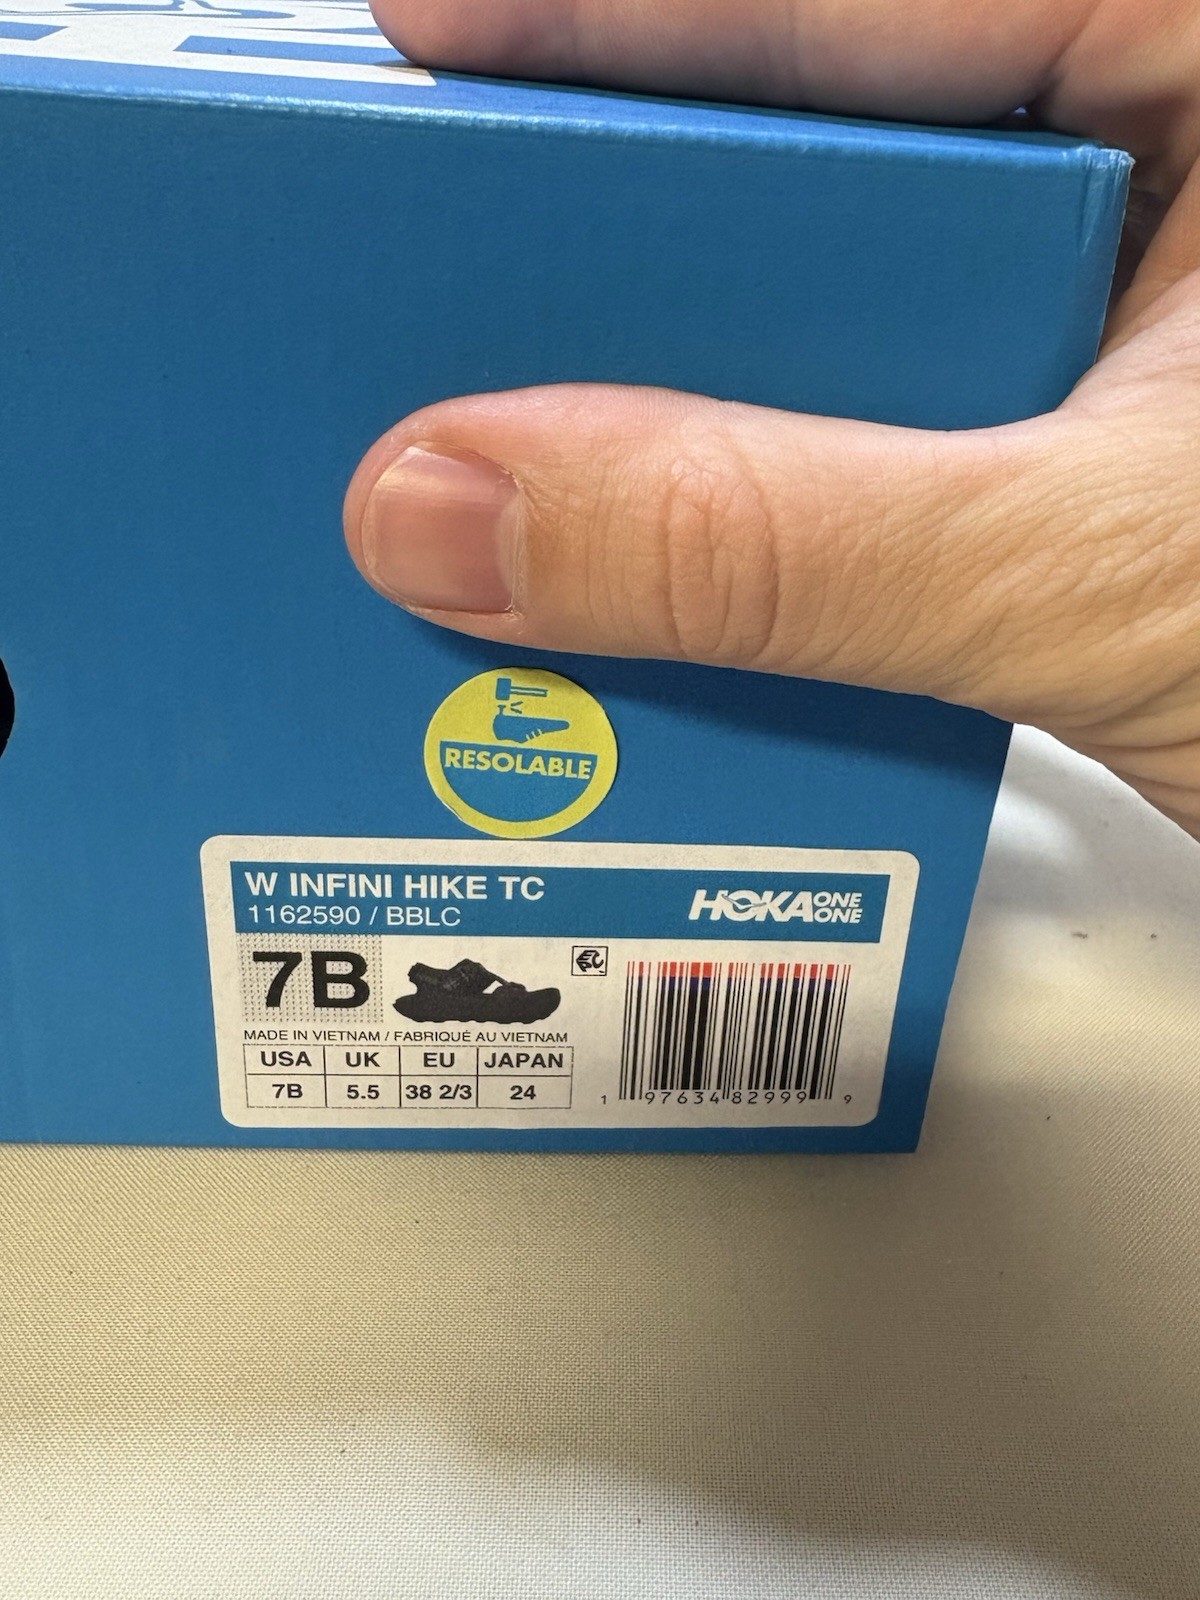 RESOLABLE
W INFINI HIKE TC
1162590 / BBLC
HOKA ONE ONE
7B
MADE IN VIETNAM / FABRIQUÉ AU VIETNAM
USA UK EU JAPAN
7B 5.5 38 2/3 24
1 97634 82999 9